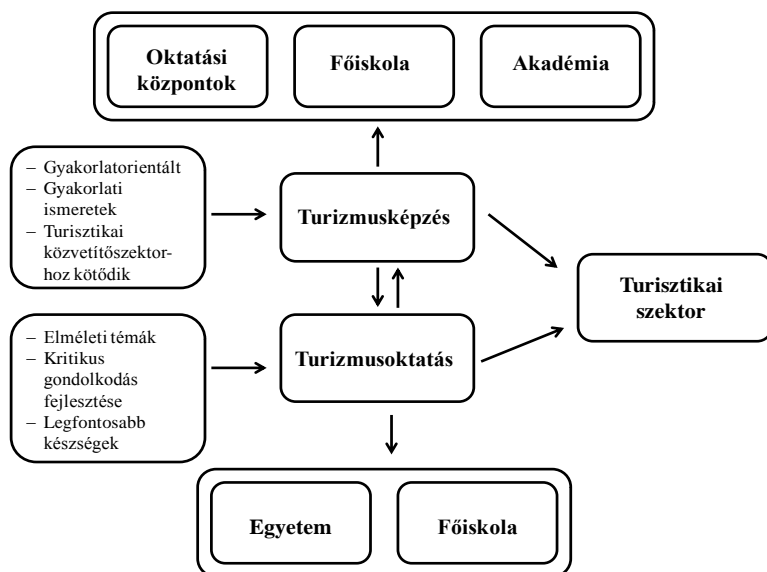 Oktatási
központok
Főiskola
Akadémia
– Gyakorlatorientált
– Gyakorlati
ismeretek
– Turisztikai
közvetítőszektor-
hoz kötődik
Turizmusképzés
Turisztikai
szektor
– Elméleti témák
– Kritikus
gondolkodás
fejlesztése
– Legfontosabb
készségek
Turizmusoktatás
Egyetem
Főiskola